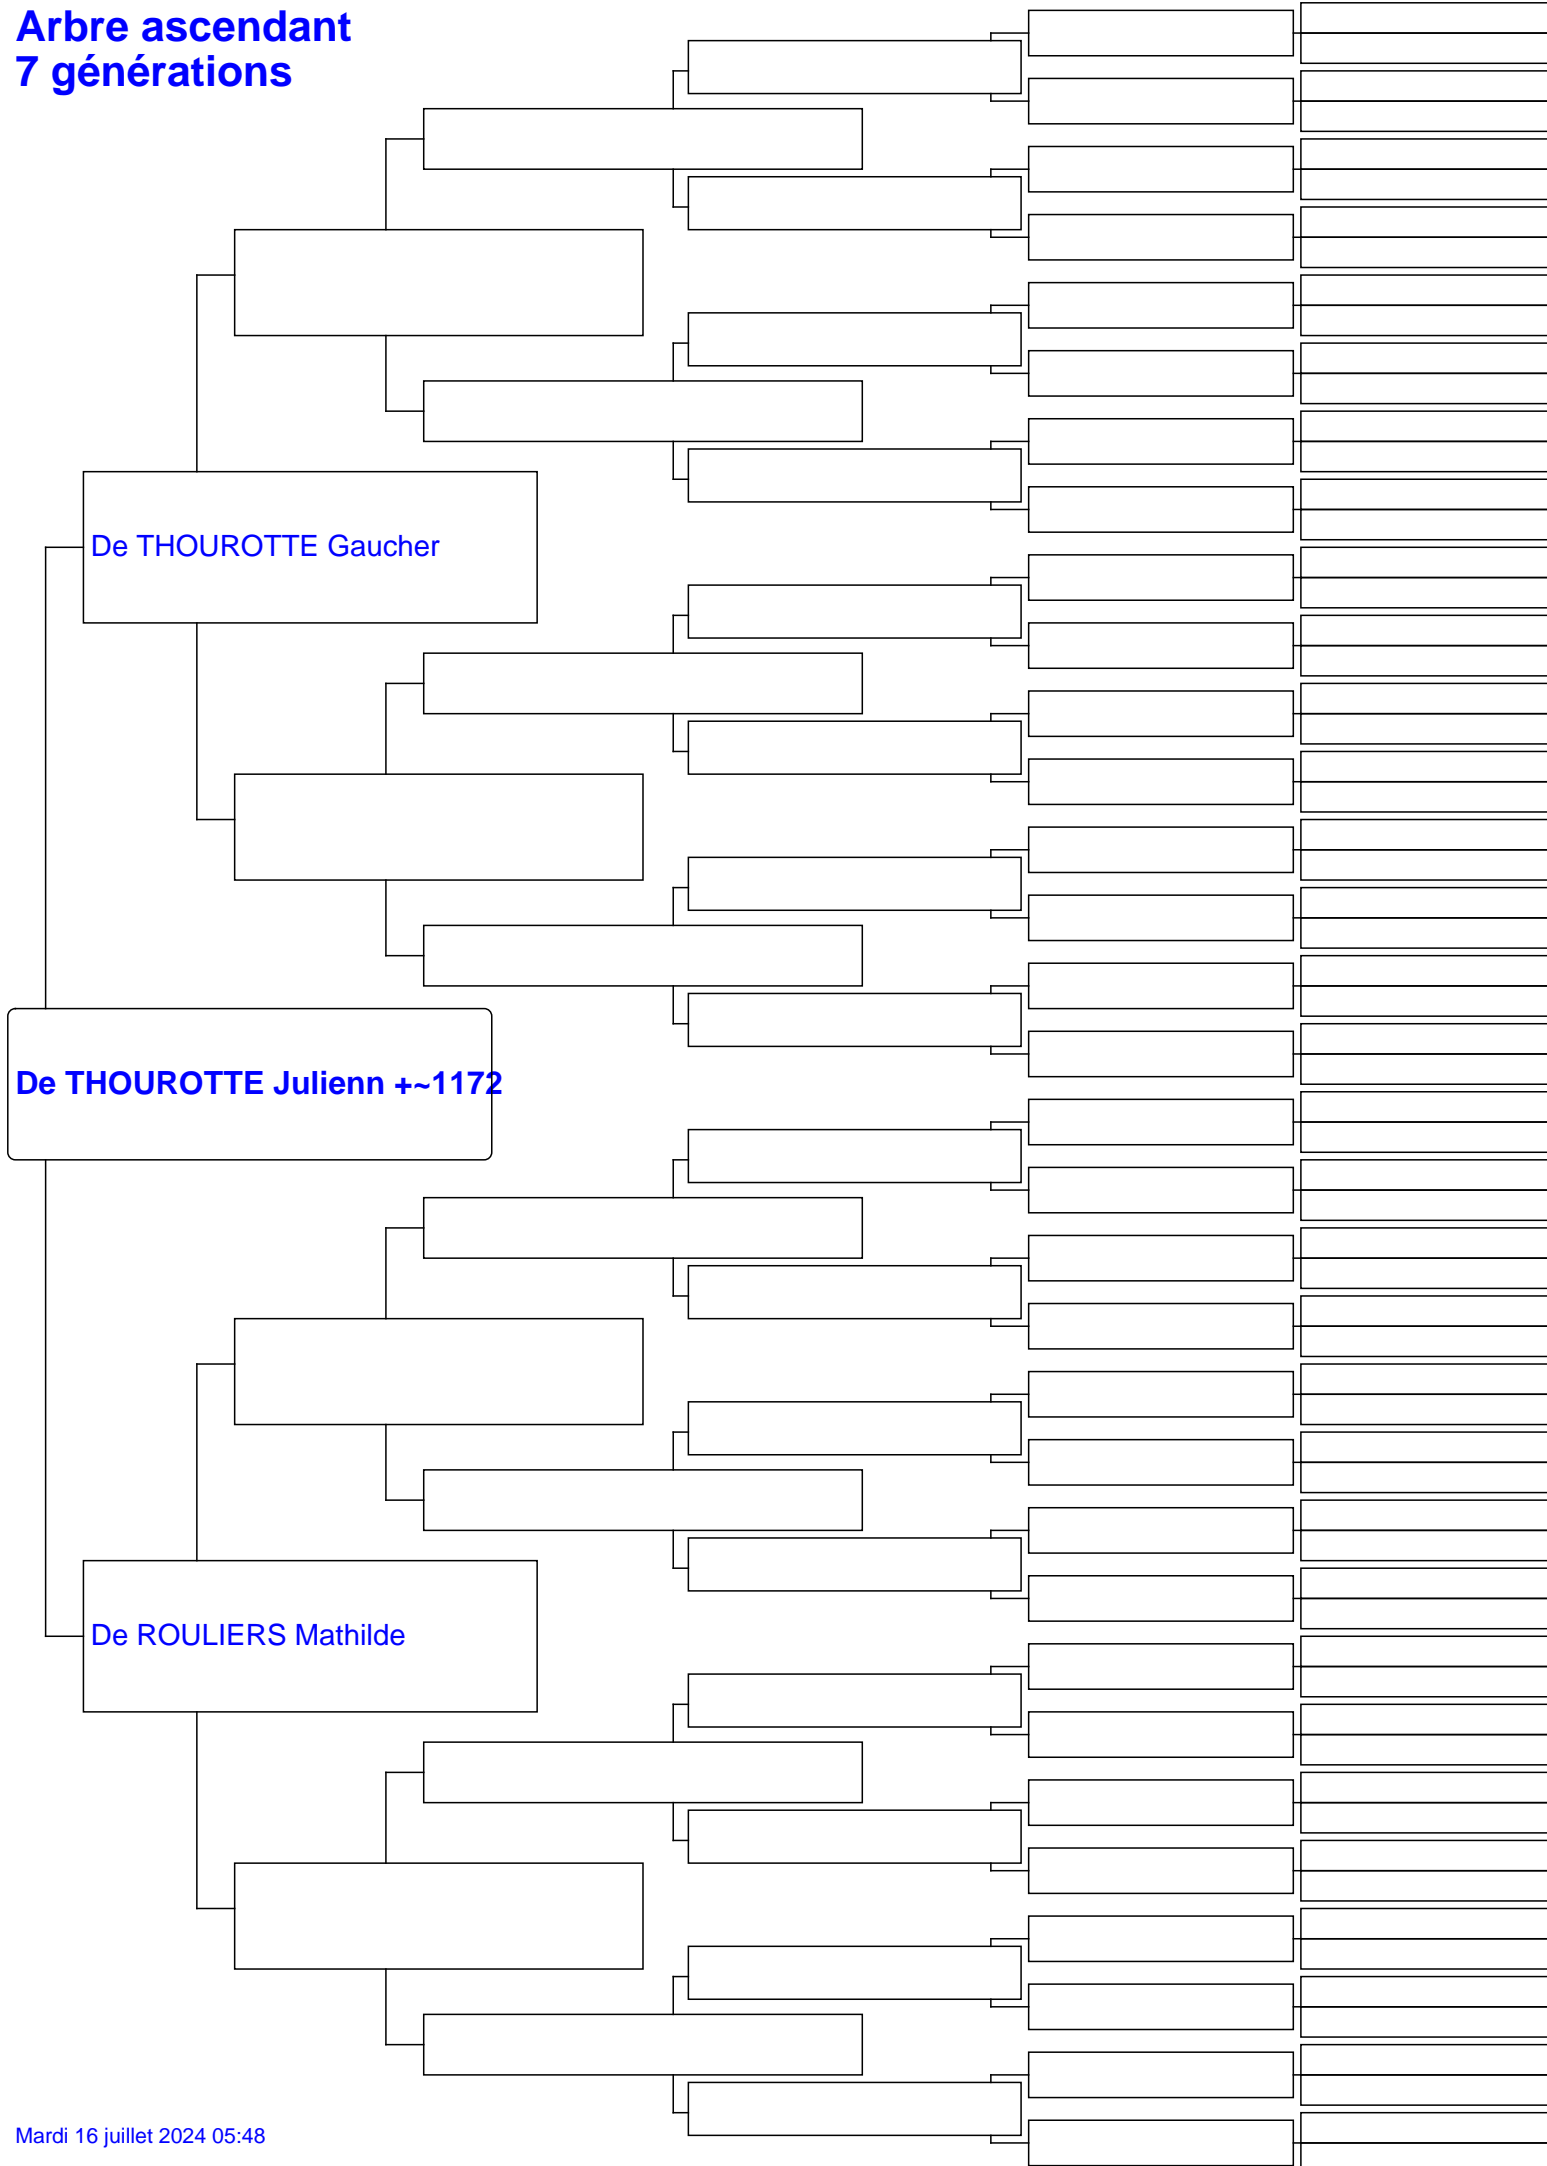 Arbre ascendant
7 générations
De THOUROTTE Gaucher
De THOUROTTE Julienn +~1172
De ROULIERS Mathilde
Mardi 16 juillet 2024 05:48